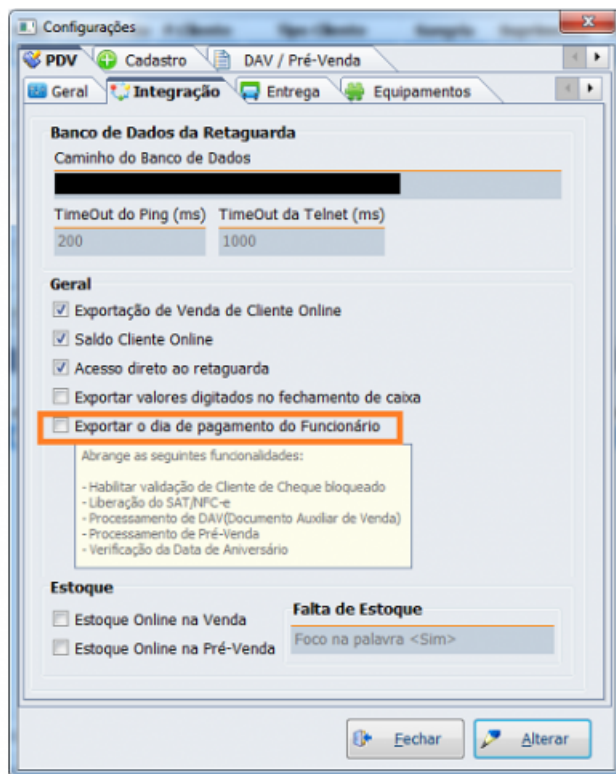 Configurações
PDV Cadastro DAV / Pré-Venda
Geral Integração Entrega Equipamentos
Banco de Dados da Retaguarda
Caminho do Banco de Dados
TimeOut do Ping (ms) TimeOut da Telnet (ms)
200 1000
Geral
Exportação de Venda de Cliente Online
Saldo Cliente Online
Acesso direto ao retaguarda
Exportar valores digitados no fechamento de caixa
Exportar o dia de pagamento do Funcionário
Abrange as seguintes funcionalidades:
- Habilitar validação de Cliente de Cheque bloqueado
- Liberação do SAT/NFC-e
- Processamento de DAV(Documento Auxiliar de Venda)
- Processamento de Pré-Venda
- Verificação da Data de Aniversário
Estoque
Estoque Online na Venda
Estoque Online na Pré-Venda
Falta de Estoque
Foco na palavra <Sim>
Fechar Alterar